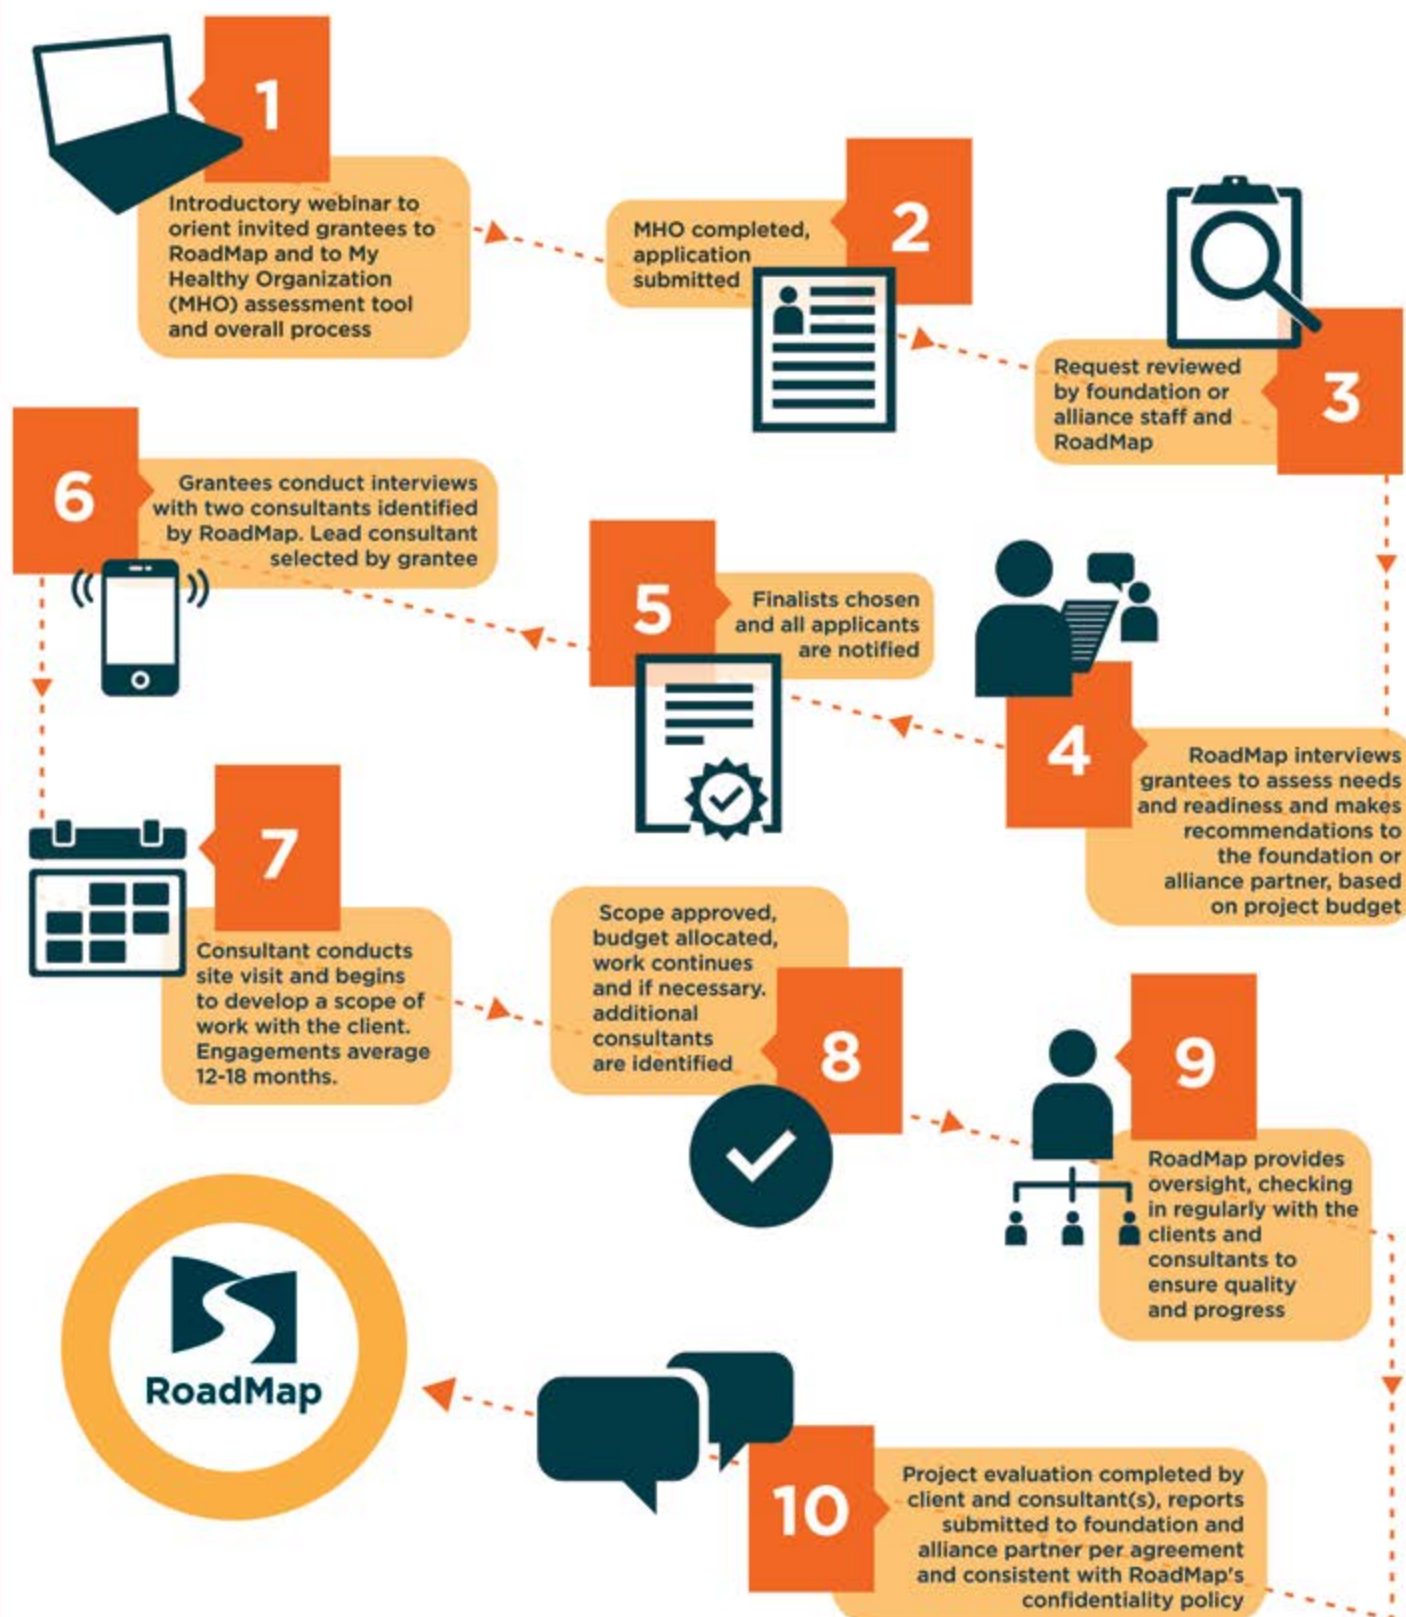 1
Introductory webinar to
orient invited grantees to
RoadMap and to My
Healthy Organization
(MHO) assessment tool
and overall process
2
MHO completed,
application
submitted
3
Request reviewed
by foundation or
alliance staff and
RoadMap
4
RoadMap interviews
grantees to assess needs
and readiness and makes
recommendations to
the foundation or
alliance partner, based
on project budget
5
Finalists chosen
and all applicants
are notified
6
Grantees conduct interviews
with two consultants identified
by RoadMap. Lead consultant
selected by grantee
7
Consultant conducts
site visit and begins
to develop a scope of
work with the client.
Engagements average
12-18 months.
8
Scope approved,
budget allocated,
work continues
and if necessary.
additional
consultants
are identified
9
RoadMap provides
oversight, checking
in regularly with the
clients and
consultants to
ensure quality
and progress
10
Project evaluation completed by
client and consultant(s), reports
submitted to foundation and
alliance partner per agreement
and consistent with RoadMap's
confidentiality policy
RoadMap